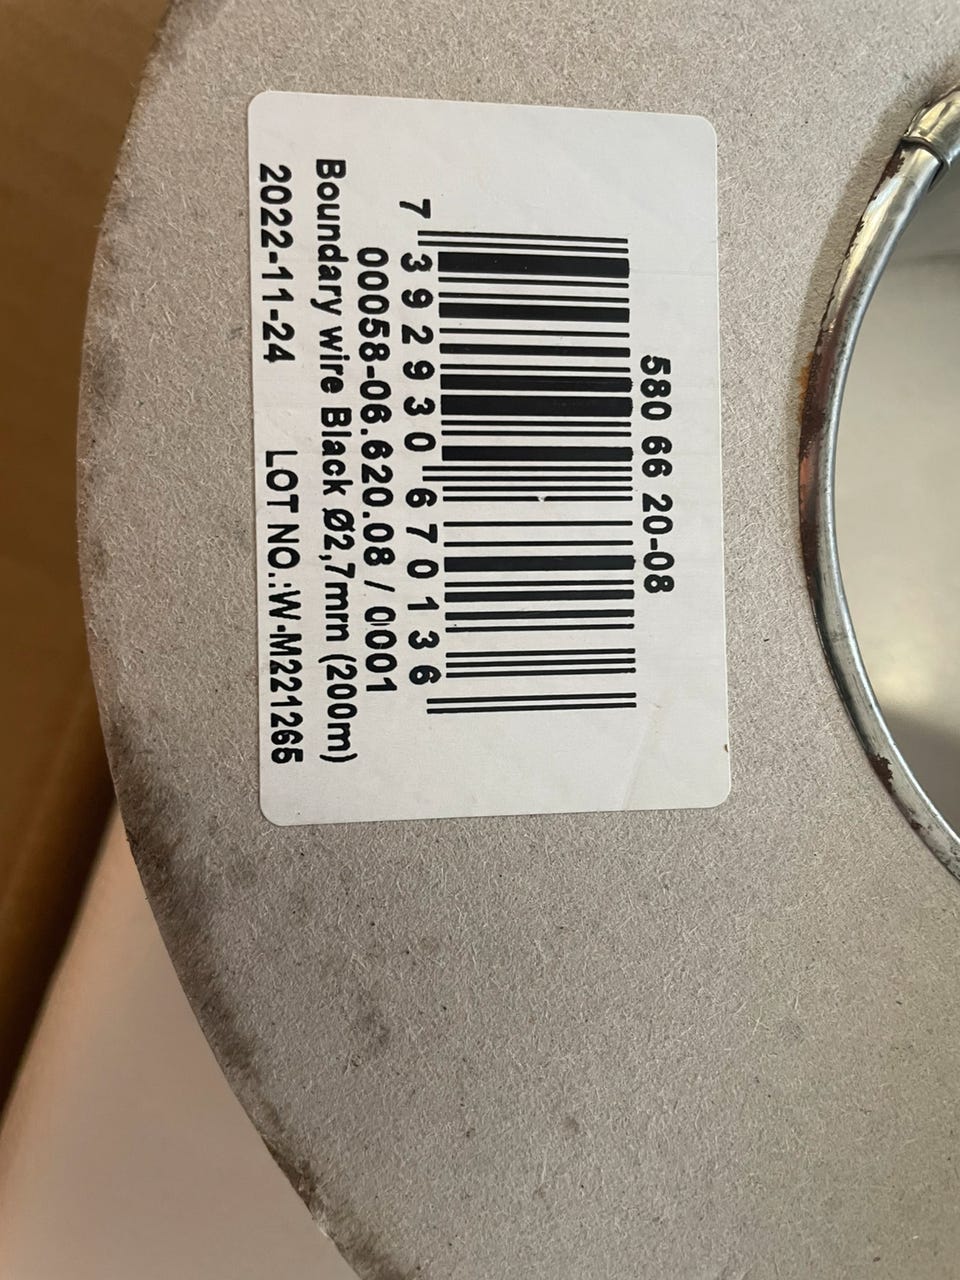 580 66 20-08
7 392930 670136
00058-06.620.08 / 0001
Boundary wire Black Ø2,7mm (200m)
2022-11-24 LOT NO.:W-M221265